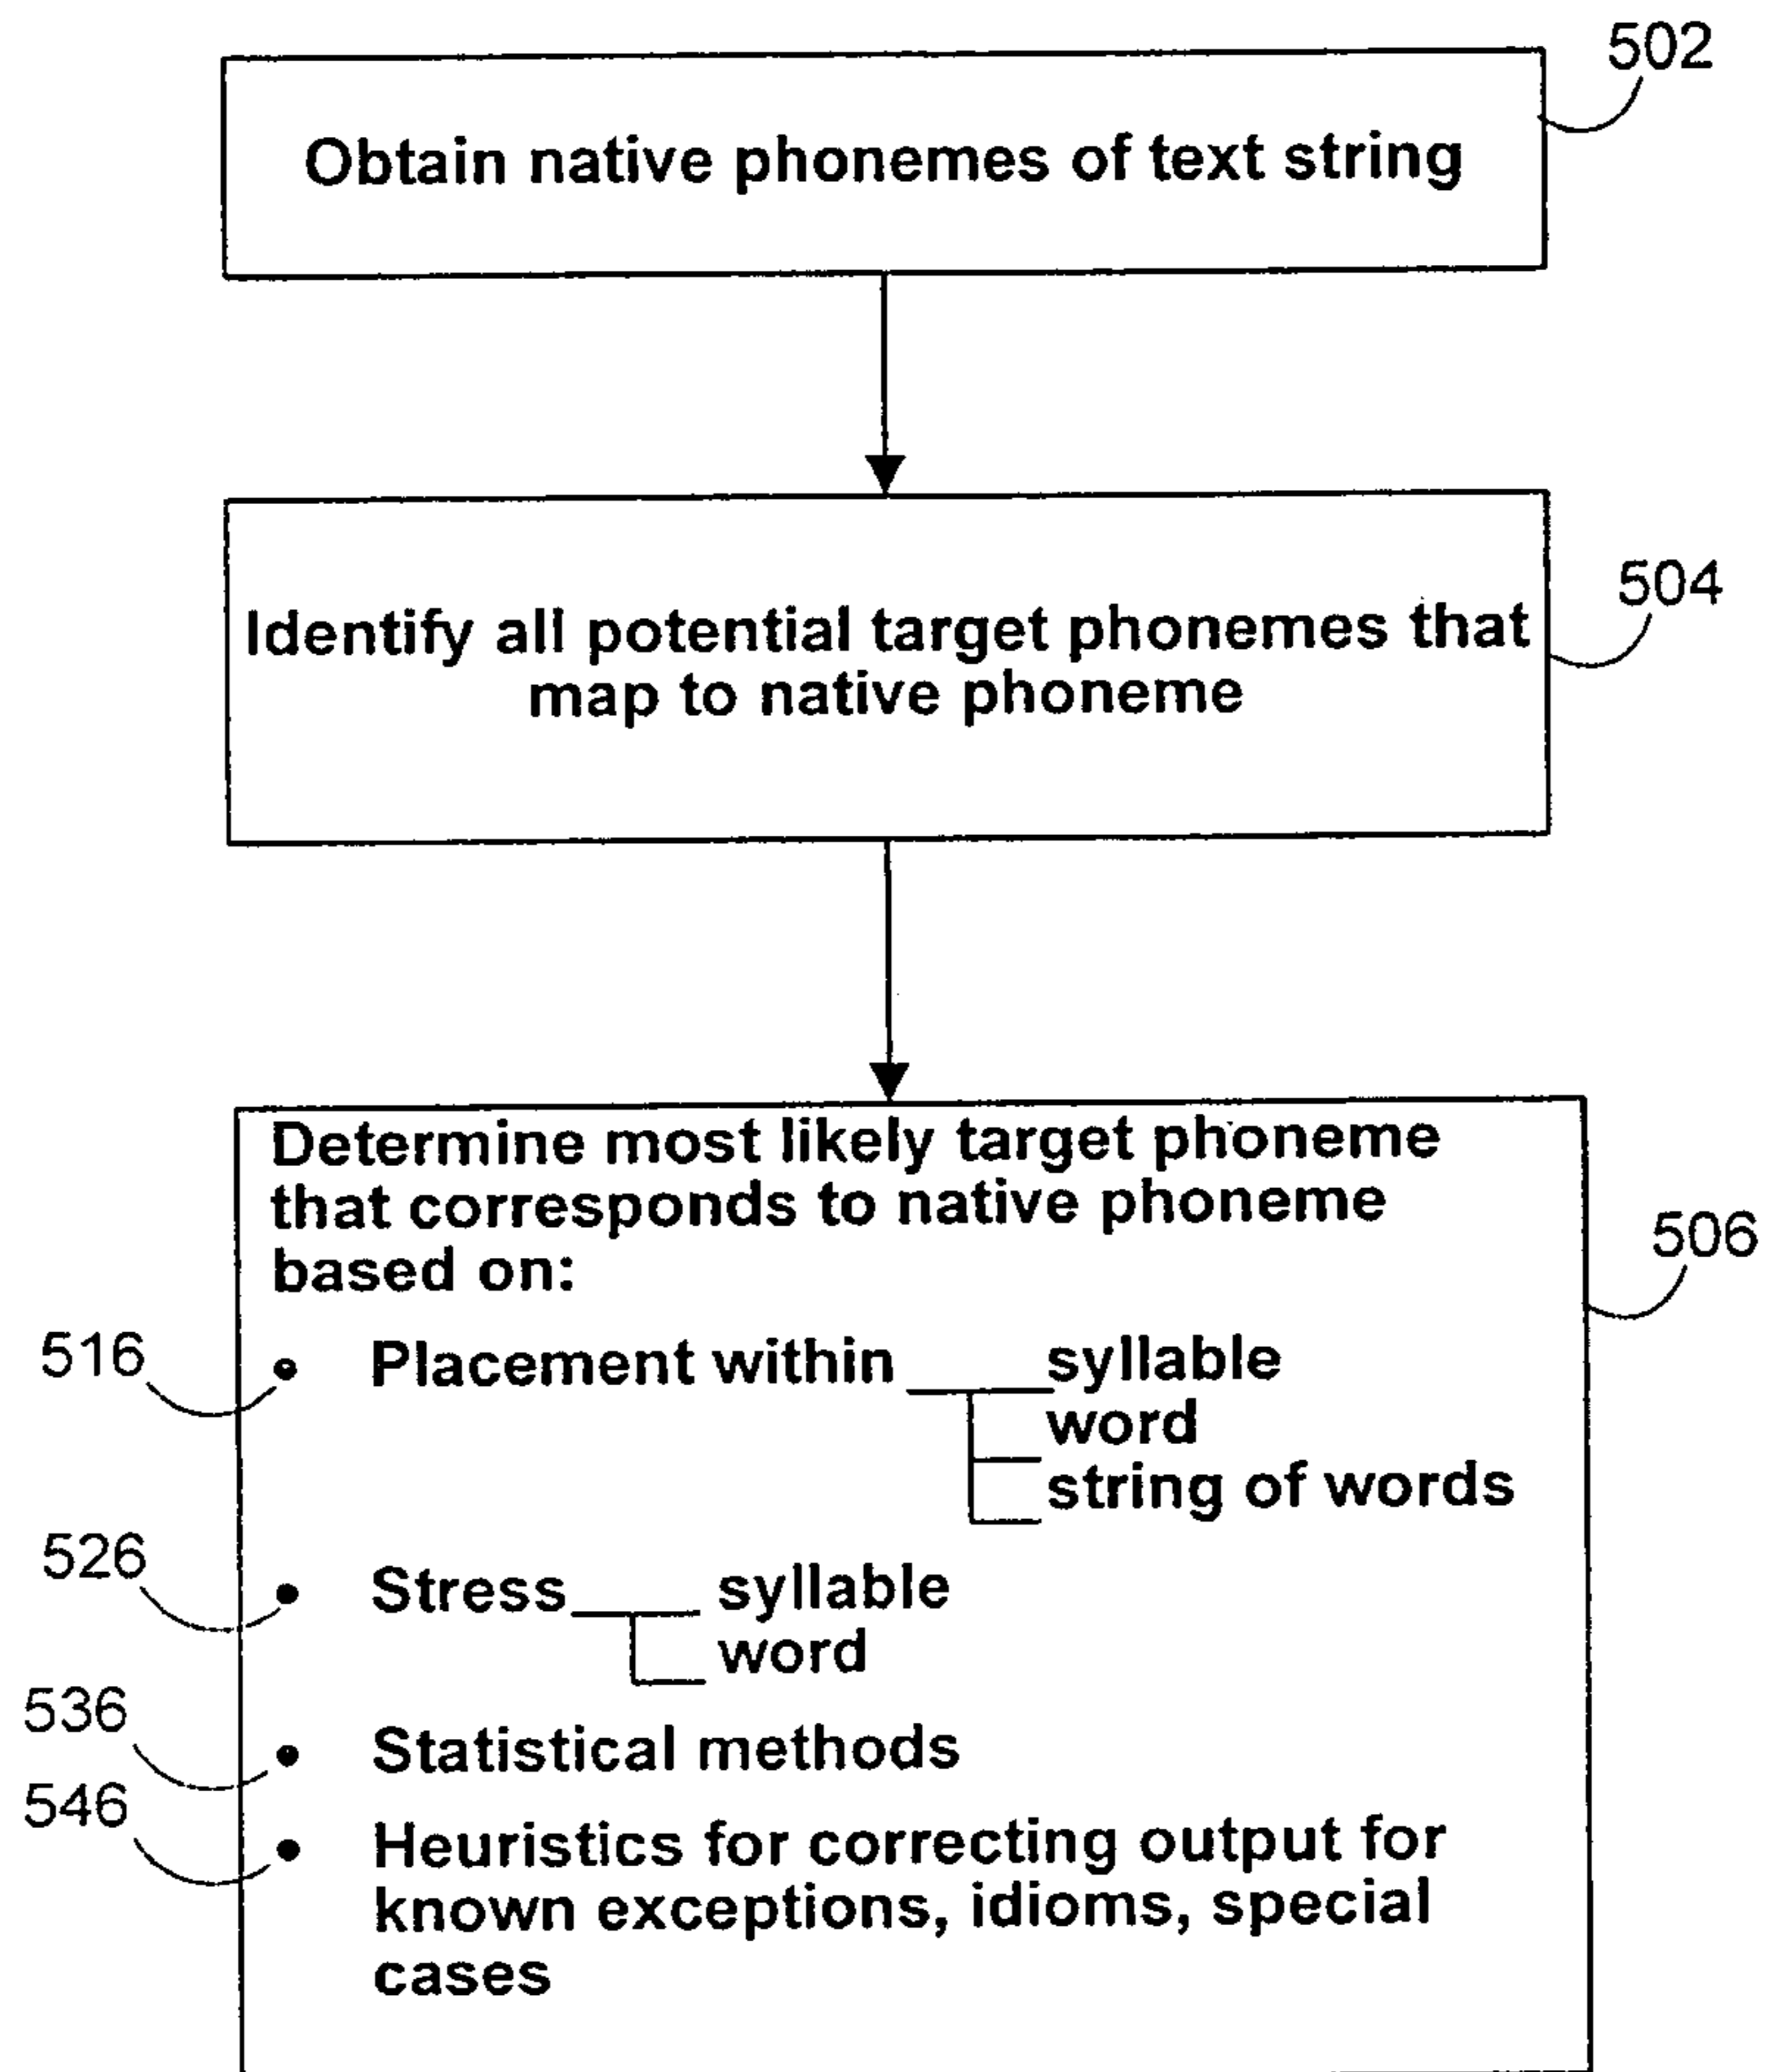 502
Obtain native phonemes of text string
504
Identify all potential target phonemes that
map to native phoneme
506
Determine most likely target phoneme
that corresponds to native phoneme
based on:
516
• Placement within syllable
word
string of words
526
• Stress syllable
word
536
• Statistical methods
546
• Heuristics for correcting output for
known exceptions, idioms, special
cases